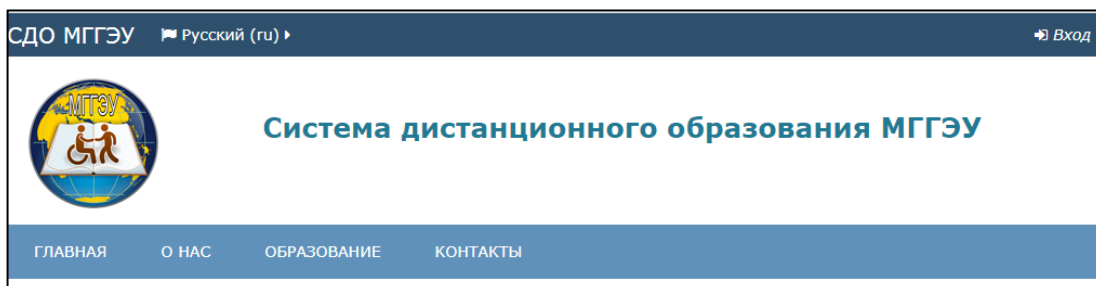 СДО МГГЭУ Русский (ru) Вход
МГГЭУ
Система дистанционного образования МГГЭУ
ГЛАВНАЯ О НАС ОБРАЗОВАНИЕ КОНТАКТЫ